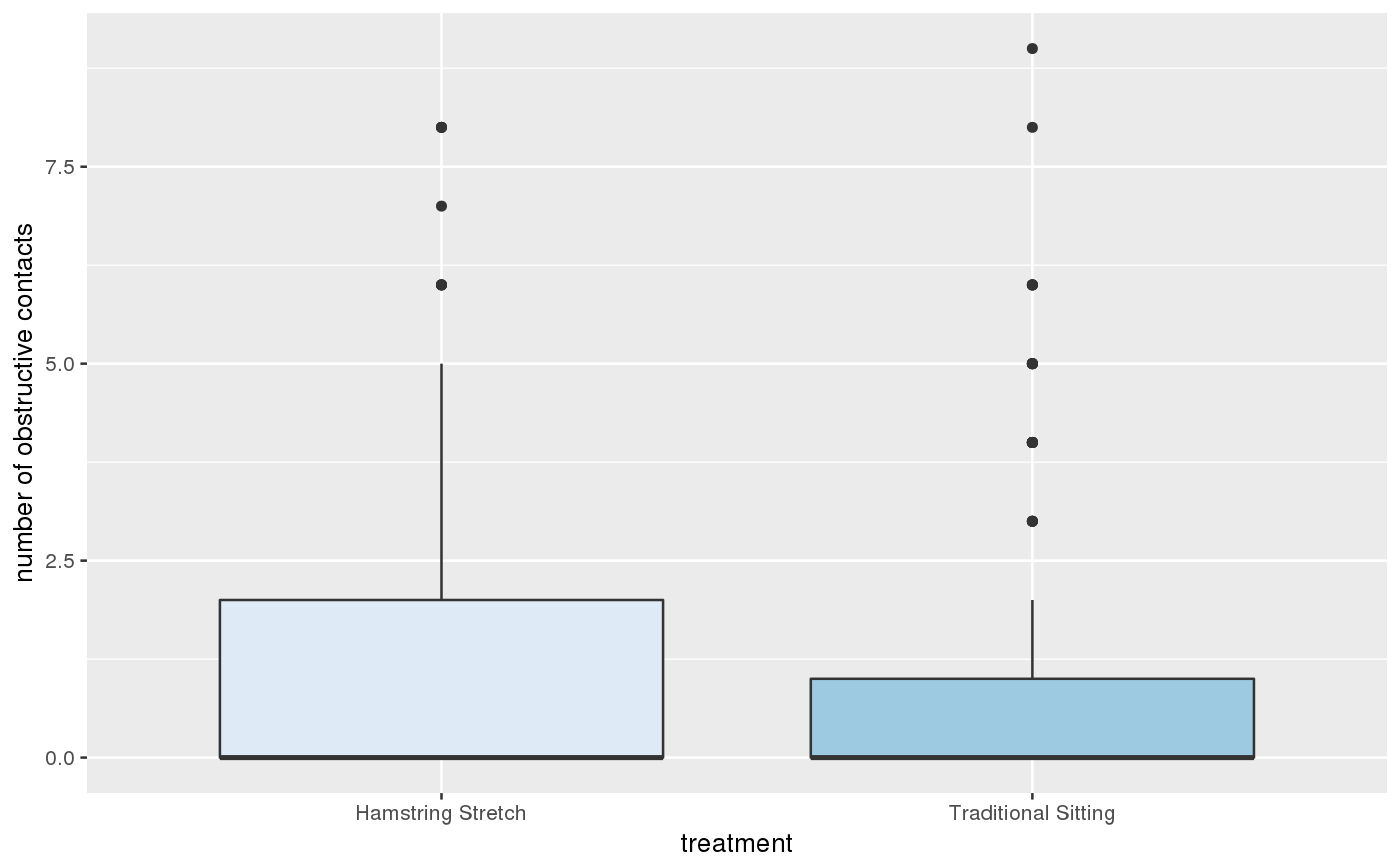 number of obstructive contacts
7.5
5.0
2.5
0.0
Hamstring Stretch
Traditional Sitting
treatment